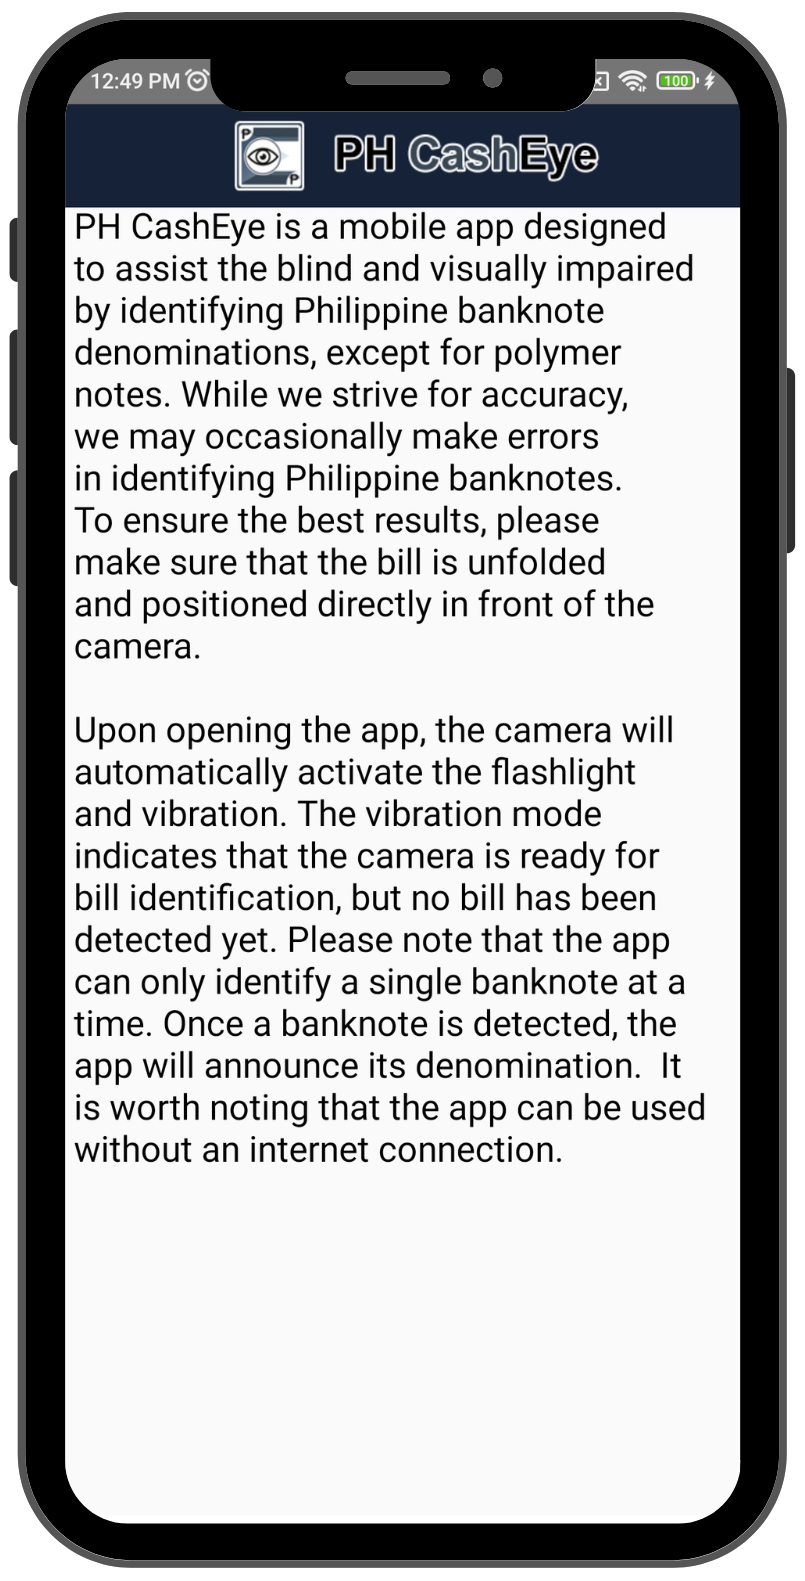 12:49 PM
100
P
P
PH CashEye
PH CashEye is a mobile app designed
to assist the blind and visually impaired
by identifying Philippine banknote
denominations, except for polymer
notes. While we strive for accuracy,
we may occasionally make errors
in identifying Philippine banknotes.
To ensure the best results, please
make sure that the bill is unfolded
and positioned directly in front of the
camera.
Upon opening the app, the camera will
automatically activate the flashlight
and vibration. The vibration mode
indicates that the camera is ready for
bill identification, but no bill has been
detected yet. Please note that the app
can only identify a single banknote at a
time. Once a banknote is detected, the
app will announce its denomination.  It
is worth noting that the app can be used
without an internet connection.